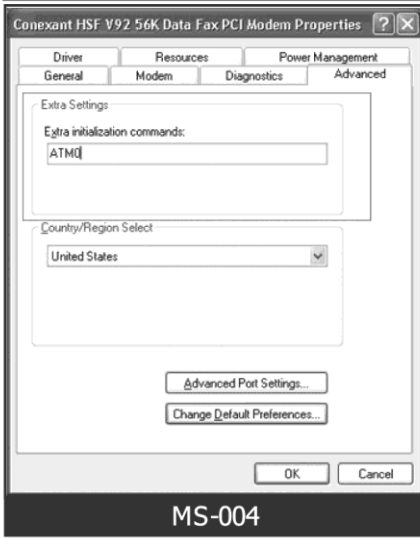 Conexant HSF V92 56K Data Fax PCI Modem Properties
Driver Resources Power Management
General Modem Diagnostics Advanced
Extra Settings
Extra initialization commands:
ATM0
Country/Region Select
United States
Advanced Port Settings...
Change Default Preferences...
OK Cancel
MS-004